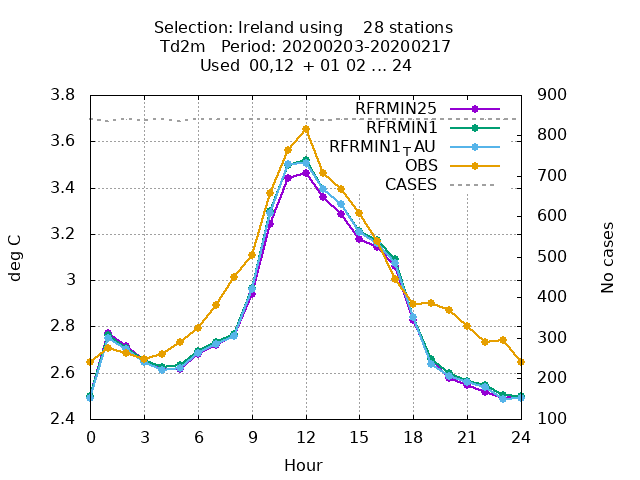 Selection: Ireland using    28 stations
Td2m   Period: 20200203-20200217
Used  00,12  + 01 02 ... 24
3.8
3.6
3.4
3.2
3
2.8
2.6
2.4
deg C
900
800
700
600
500
400
300
200
100
No cases
RFRMIN25
RFRMIN1
RFRMIN1┬AU
OBS
CASES
0 3 6 9 12 15 18 21 24
Hour